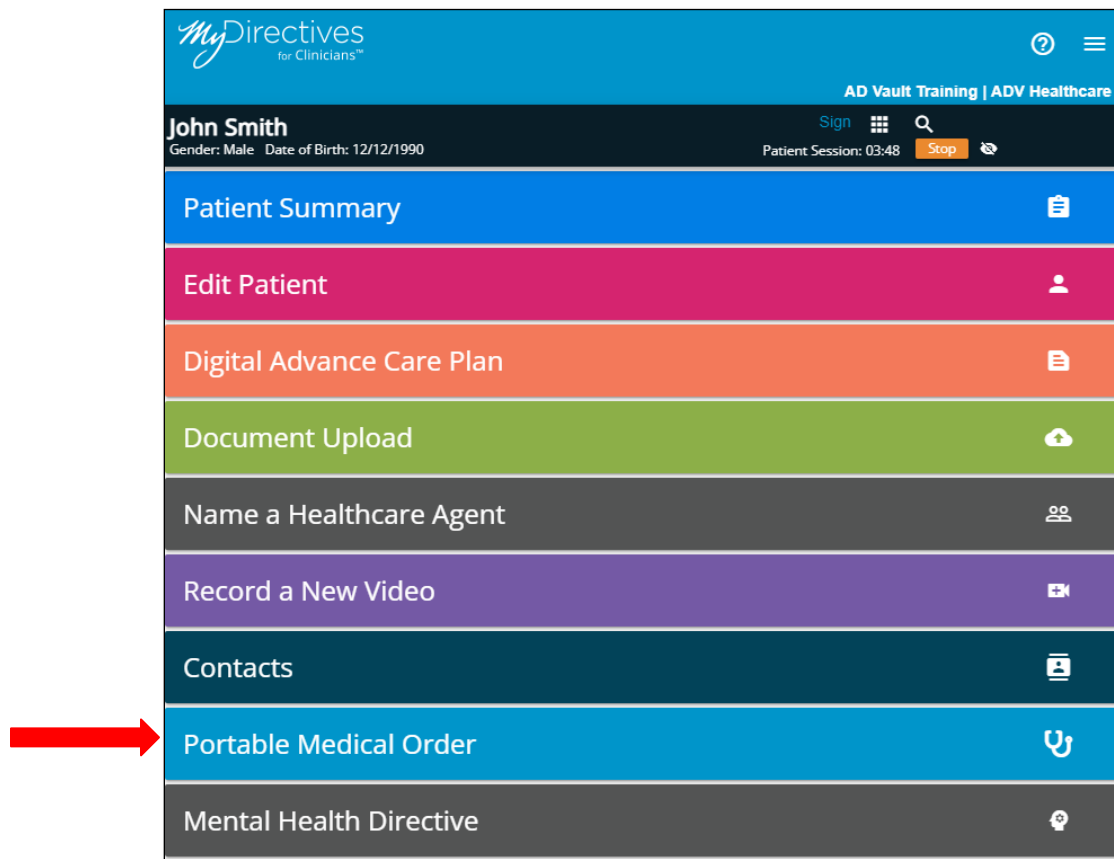 MyDirectives
for Clinicians™
AD Vault Training | ADV Healthcare
John Smith
Gender: Male Date of Birth: 12/12/1990
Sign
Patient Session: 03:48 Stop
Patient Summary
Edit Patient
Digital Advance Care Plan
Document Upload
Name a Healthcare Agent
Record a New Video
Contacts
Portable Medical Order
Mental Health Directive